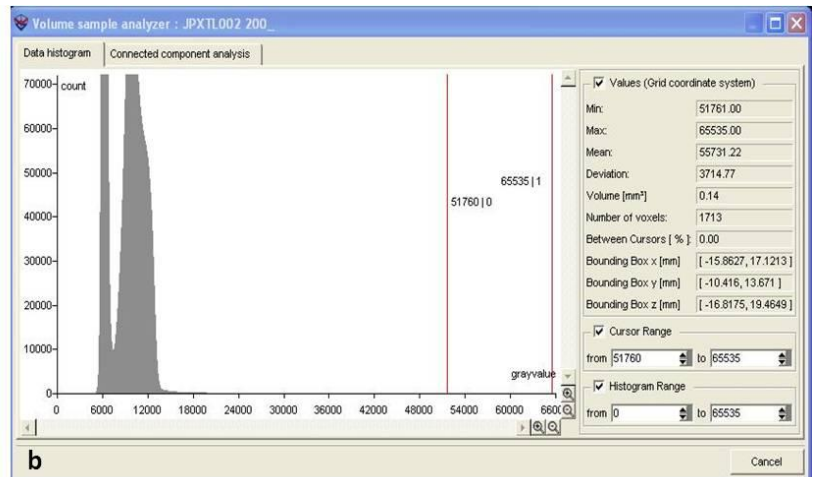 Volume sample analyzer : JPXTL002 200_
Data histogram Connected component analysis
70000 count
60000
50000
40000
30000
20000
10000
0
65535 | 1
51760 | 0
grayvalue
0 6000 12000 18000 24000 30000 36000 42000 48000 54000 60000 6600
Values (Grid coordinate system)
Min: 51761.00
Max: 65535.00
Mean: 55731.22
Deviation: 3714.77
Volume [mm³] 0.14
Number of voxels: 1713
Between Cursors [ % ]: 0.00
Bounding Box x [mm] [ -15.8627, 17.1213 ]
Bounding Box y [mm] [ -10.416, 13.671 ]
Bounding Box z [mm] [ -16.8175, 19.4649 ]
Cursor Range
from 51760 to 65535
Histogram Range
from 0 to 65535
b
Cancel